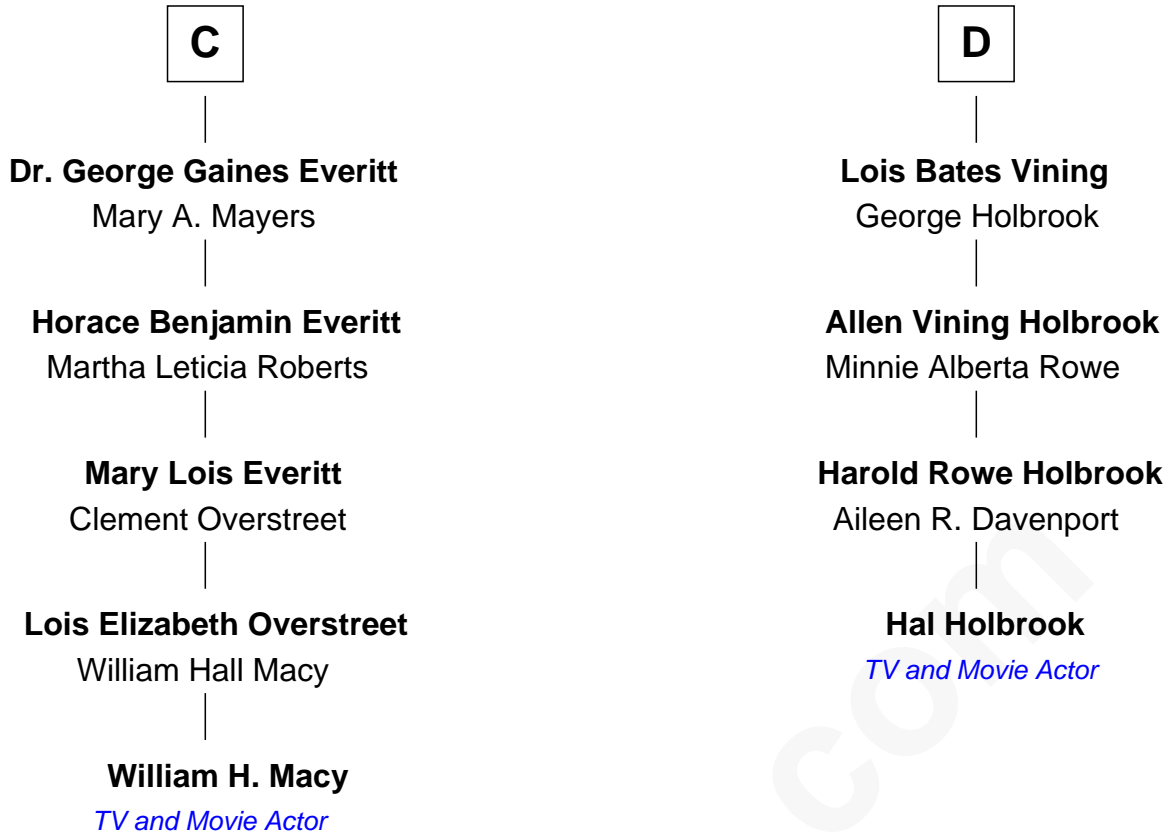 C
Dr. George Gaines Everitt
Mary A. Mayers
Horace Benjamin Everitt
Martha Leticia Roberts
Mary Lois Everitt
Clement Overstreet
Lois Elizabeth Overstreet
William Hall Macy
William H. Macy
TV and Movie Actor
D
Lois Bates Vining
George Holbrook
Allen Vining Holbrook
Minnie Alberta Rowe
Harold Rowe Holbrook
Aileen R. Davenport
Hal Holbrook
TV and Movie Actor
com